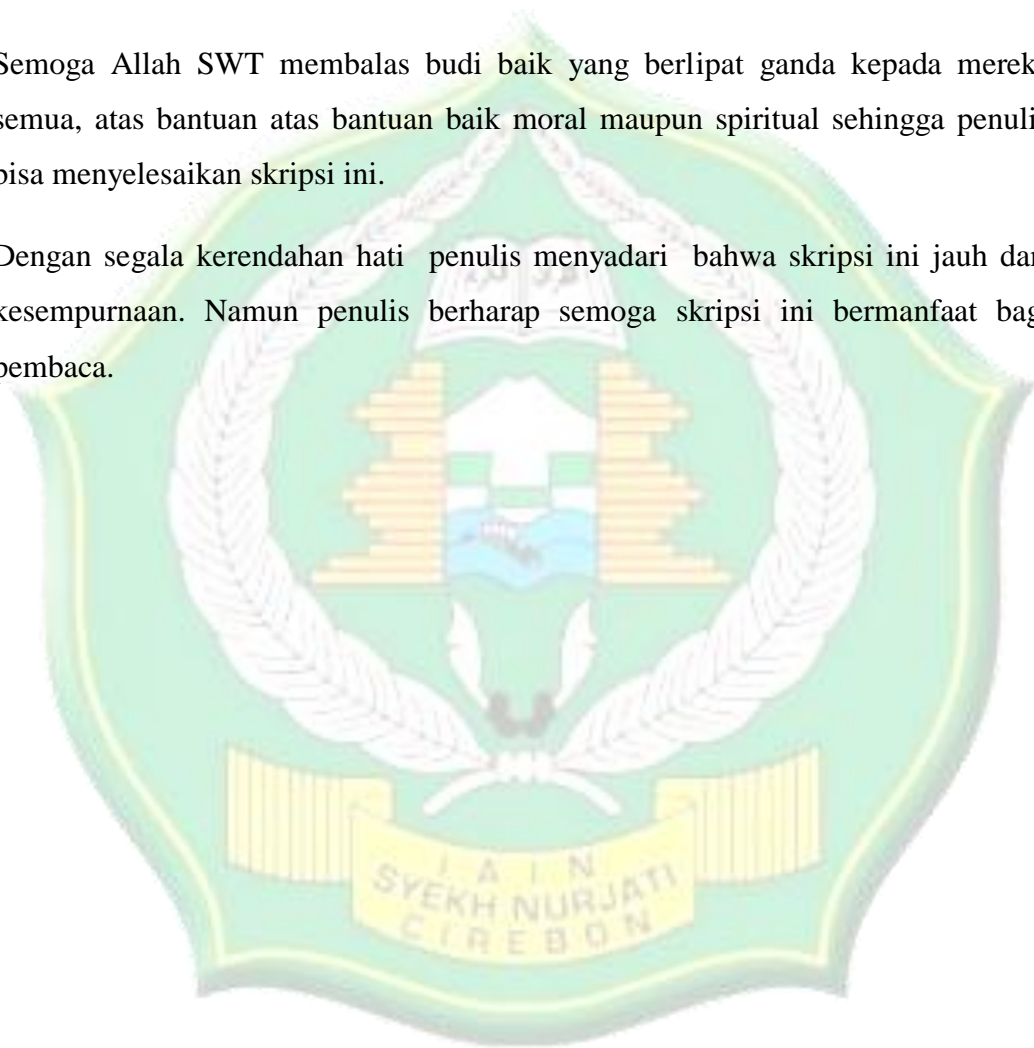 Semoga Allah SWT membalas budi baik yang berlipat ganda kepada merek
semua, atas bantuan atas bantuan baik moral maupun spiritual sehingga penuli
bisa menyelesaikan skripsi ini.
Dengan segala kerendahan hati penulis menyadari bahwa skripsi ini jauh dar
kesempurnaan. Namun penulis berharap semoga skripsi ini bermanfaat bag
pembaca.
IAIN
SYEKH NURJATI
CIREBON